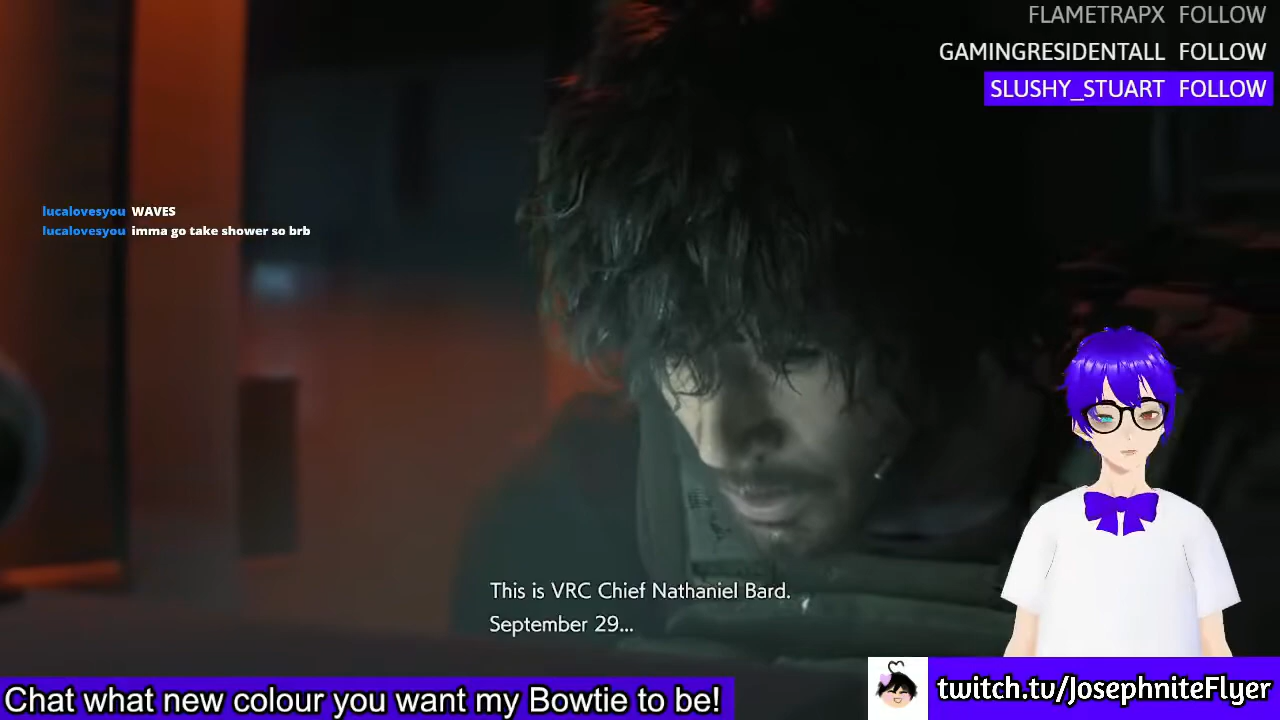 FLAMETRAPX FOLLOW
GAMINGRESIDENTALL FOLLOW
SLUSHY_STUART FOLLOW
lucalovesyou WAVES
lucalovesyou imma go take shower so brb
This is VRC Chief Nathaniel Bard.
September 29...
Chat what new colour you want my Bowtie to be!
twitch.tv/JosephniteFlyer